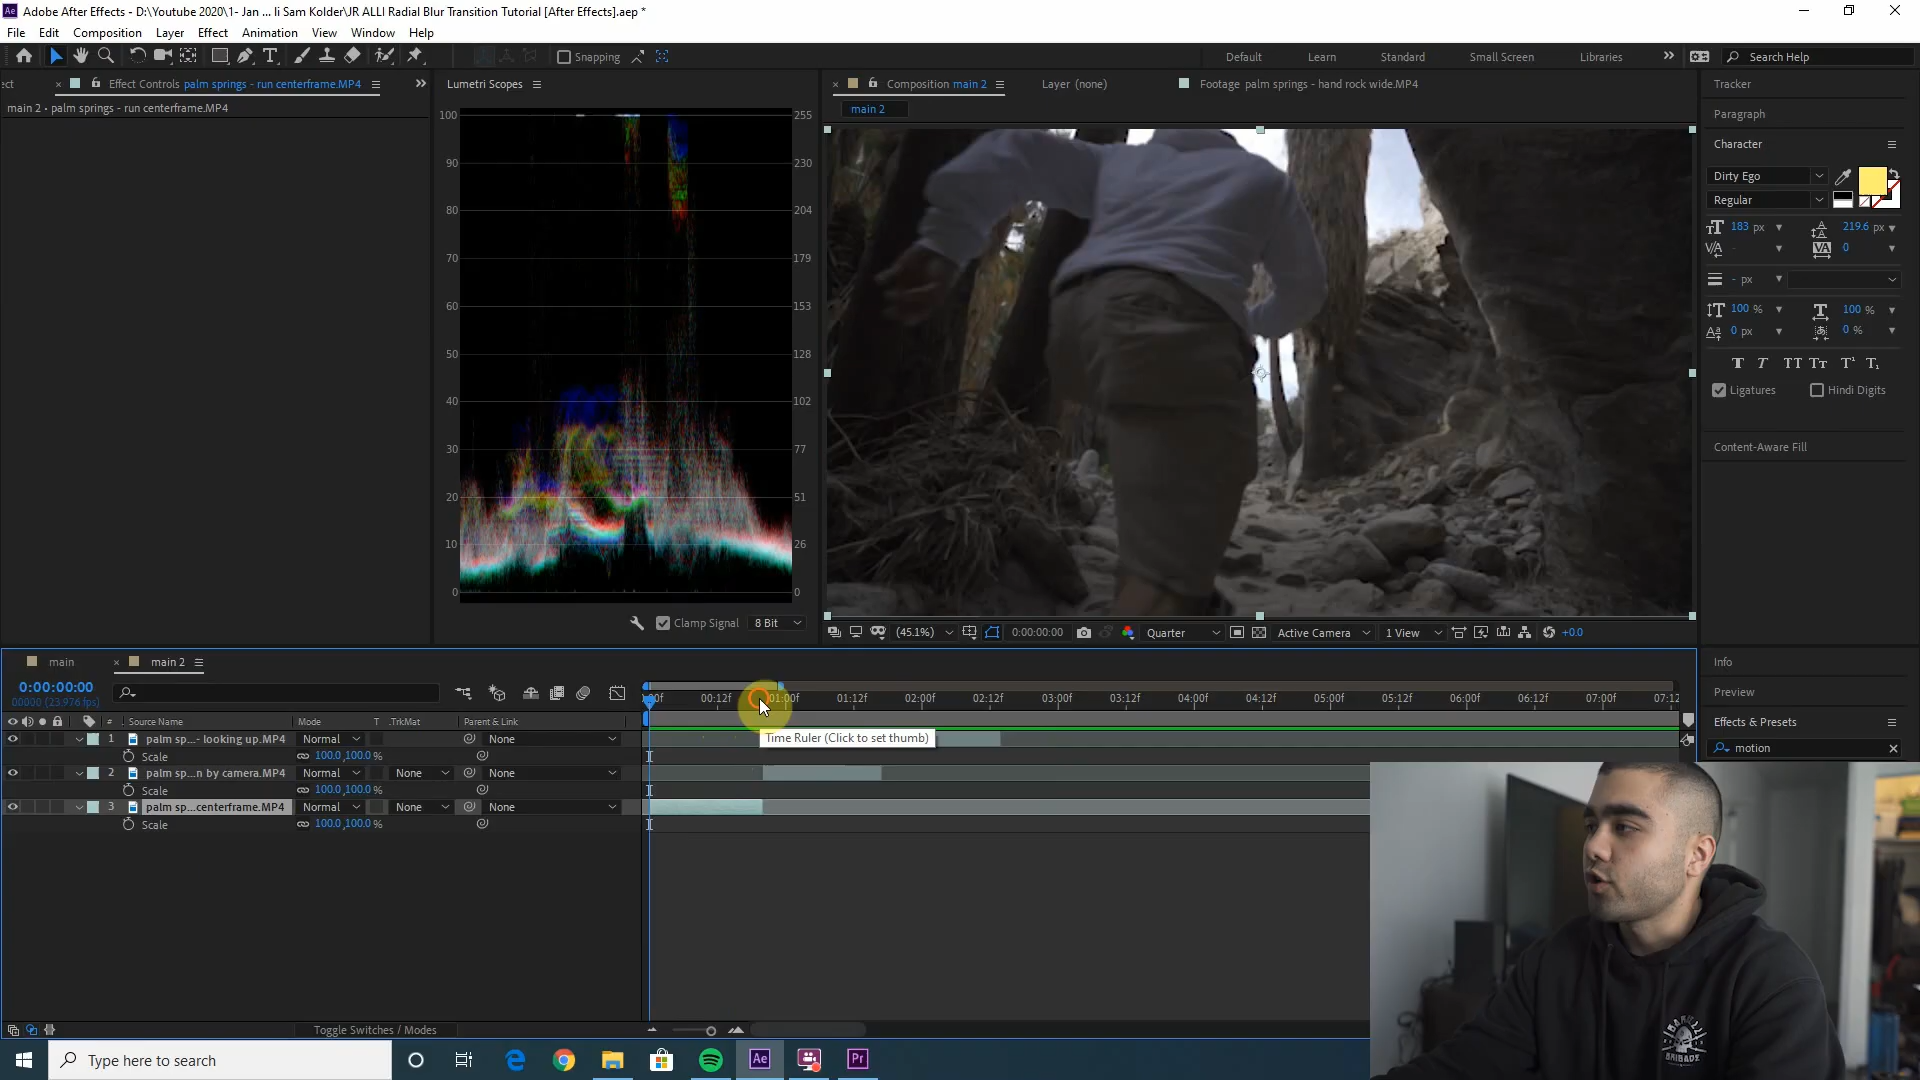 Adobe After Effects - D:\Youtube 2020\1- Jan ... li Sam Kolder\JR ALLI Radial Blur Transition Tutorial [After Effects].aep *
File Edit Composition Layer Effect Animation View Window Help
Snapping
Default Learn Standard Small Screen Libraries Search Help
ect Effect Controls palm springs - run centerframe.MP4
main 2 • palm springs - run centerframe.MP4
Lumetri Scopes
100 255
90 230
80 204
70 179
60 153
50 128
40 102
30 77
20 51
10 26
0 0
Clamp Signal 8 Bit
Composition main 2 Layer (none) Footage palm springs - hand rock wide.MP4
main 2
(45.1%) 0:00:00:00 Quarter Active Camera 1 View +0.0
Tracker
Paragraph
Character
Dirty Ego
Regular
183 px 219.6 px
- 0
- px
100 % 100 %
0 px 0 %
T T TT Tt T¹ T₁
Ligatures Hindi Digits
Content-Aware Fill
Info
Preview
Effects & Presets
motion
main main 2
0:00:00:00
00000 (23.976 fps)
:00f 00:12f 01:00f 01:12f 02:00f 02:12f 03:00f 03:12f 04:00f 04:12f 05:00f 05:12f 06:00f 06:12f 07:00f 07:12
# Source Name Mode T .TrkMat Parent & Link
1 palm sp...- looking up.MP4 Normal None
Scale 100.0,100.0 %
2 palm sp...n by camera.MP4 Normal None None
Scale 100.0,100.0 %
3 palm sp...centerframe.MP4 Normal None None
Scale 100.0,100.0 %
Time Ruler (Click to set thumb)
Toggle Switches / Modes
Type here to search
Ae Pr